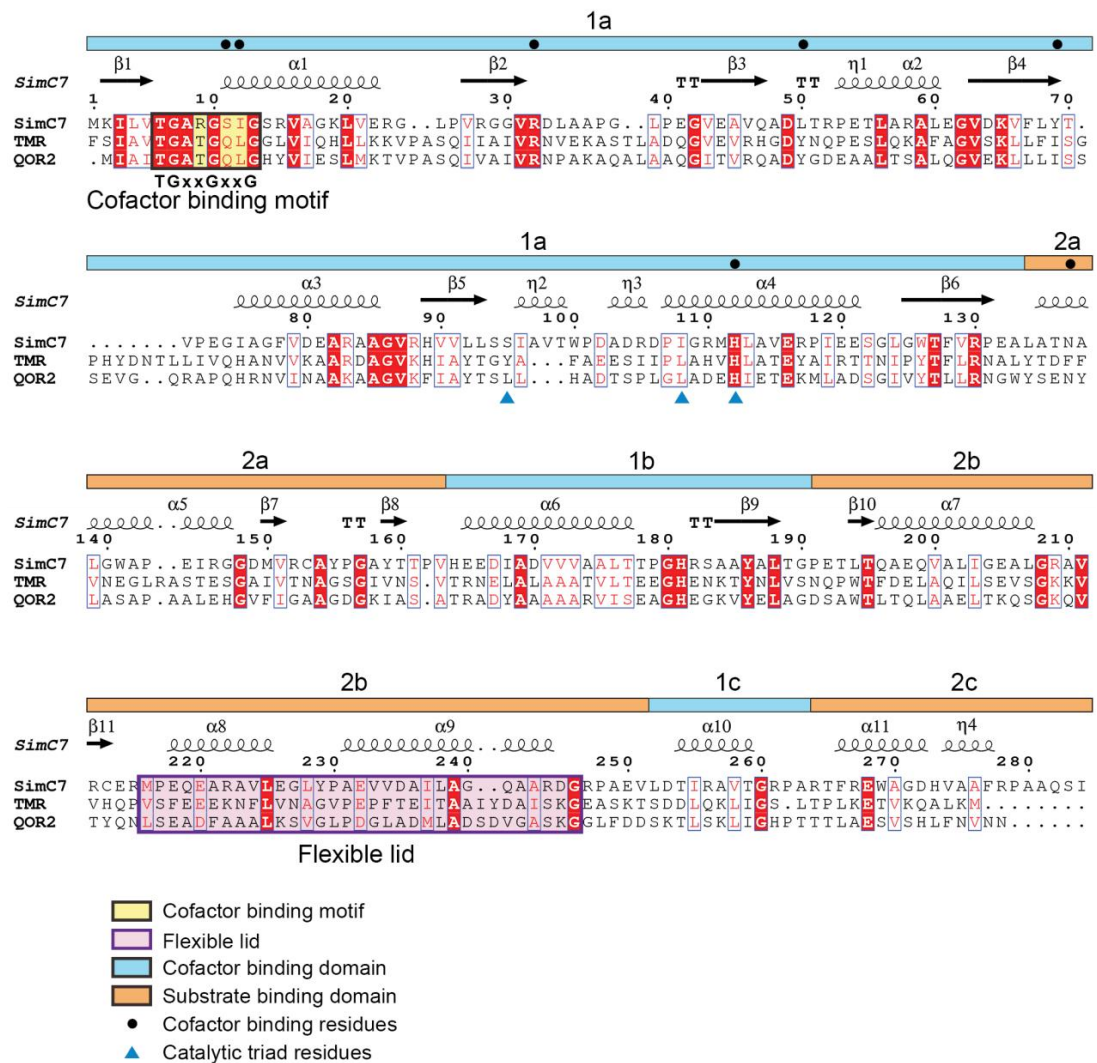 1a
β1 α1 β2 TT β3 TT η1 α2 β4
SimC7
1 10 20 30 40 50 60 70
SimC7 MKILVTGARGSIGSRVAGKLVERG..LPVRGGVRDLAAPG..LPEGVEAVQADLTRPETLARALEGVDKVFLYT.
TMR FSIAVTGATGQLGGLVIQHLLKKVPASQIIAIVRNVEKASTLADQGVEVRHGDYNQPESLQKAFAGVSKLLFISG
QOR2 .MIAITGATGQLGHYVIESLMKTVPASQIVAIVRNPAKAQALAAQGITVRQADYGDEAALTSALQGVEKLLLISS
TGxxGxxG
Cofactor binding motif
1a 2a
α3 β5 η2 η3 α4 β6
SimC7
80 90 100 110 120 130
SimC7 .......VPEGIAGFVDEARAAGVRHVVLLSSIAVTWPDADRDPIGRMHLAVERPIEESGLGWTFVRPEALATNA
TMR PHYDNTLLIVQHANVVKAARDAGVKHIAYTGYA...FAEESIIPLAHVHLATEYAIRTTNIPYTFLRNALYTDFF
QOR2 SEVG..QRAPQHRNVINAAKAAGVKFIAYTSLL...HADTSPLGLADEHIETEKMLADSGIVYTLLRNGWYSENY
2a 1b 2b
α5 β7 TT β8 α6 TT β9 β10 α7
SimC7
140 150 160 170 180 190 200 210
SimC7 LGWAP..EIRGGDMVRCAYPGAYTTPVHEEDIADVVVAALTTPGHRSAAYALTGPETLTQAEQVALIGEALGRAV
TMR VNEGLRASTESGAIVTNAGSGIVNS.VTRNELALAAATVLTEEGHENKTYNLVSNQPWTFDELAQILSEVSGKKV
QOR2 LASAP.AALEHGVFIGAAGDGKIAS.ATRADYAAAAARVISEAGHEGKVYELAGDSAWTLTQLAAELTKQSGKQV
2b 1c 2c
β11 α8 α9 α10 α11 η4
SimC7
220 230 240 250 260 270 280
SimC7 RCERMPEQEARAVLEGLYPAEVVDAILAG..QAARDGRPAEVLDTIRAVTGRPARTFREWAGDHVAAFRPAAQSI
TMR VHQPVSFEEEKNFLVNAGVPEPFTEITAAIYDAISKGEASKTSDDLQKLIGS.LTPLKETVKQALKM.......
QOR2 TYQNLSEADFAAALKSVGLPDGLADMLADSDVGASKGGLFDDSKTLSKLIGHPTTTLAESVSHLFNVNN......
Flexible lid
Cofactor binding motif
Flexible lid
Cofactor binding domain
Substrate binding domain
Cofactor binding residues
Catalytic triad residues